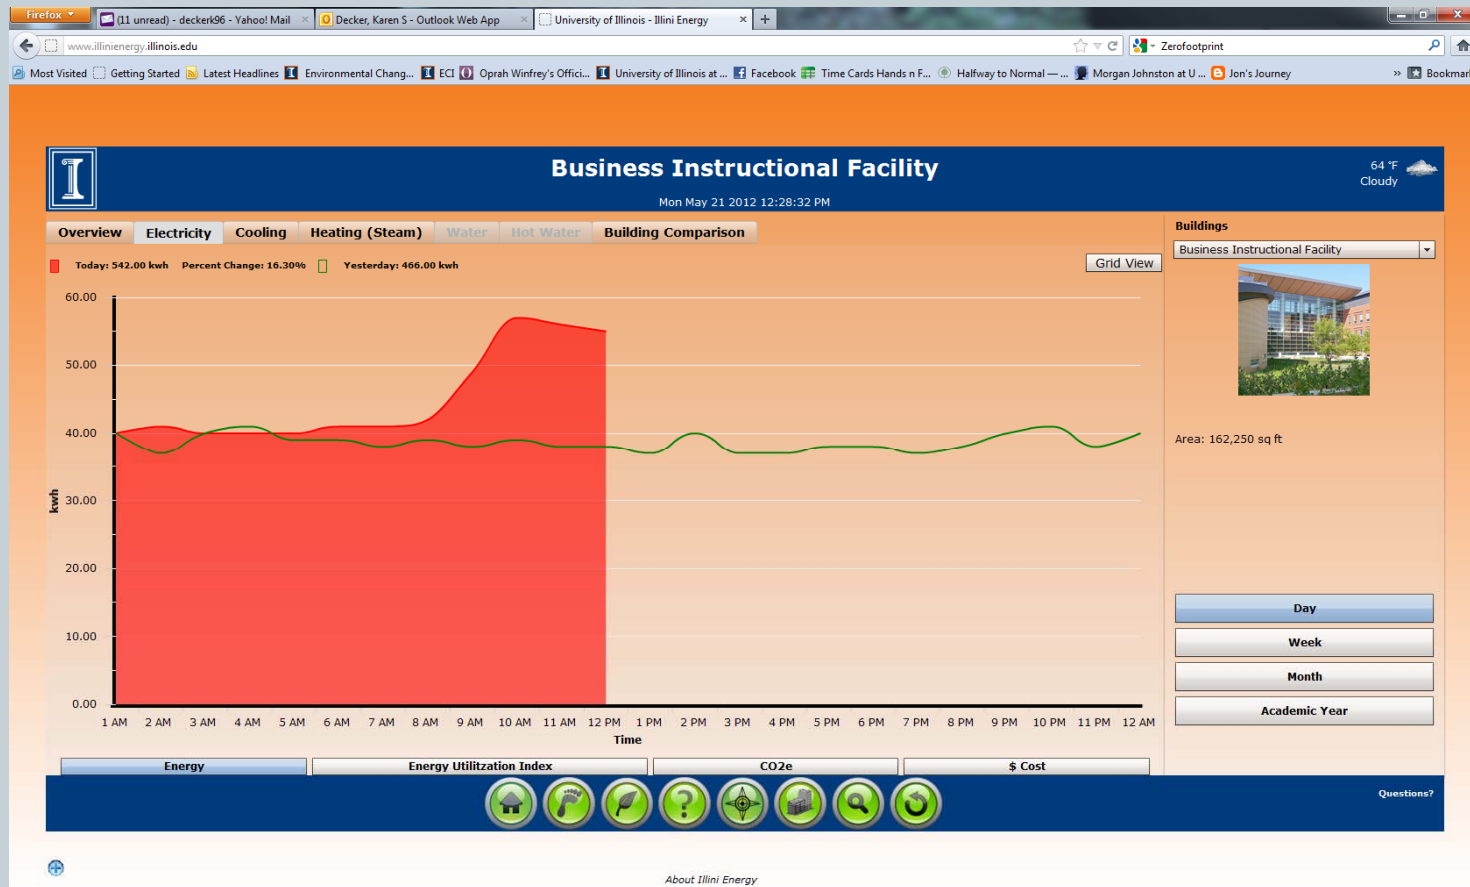 Firefox
(11 unread) - deckerk96 - Yahoo! Mail × Decker, Karen S - Outlook Web App × University of Illinois - Illini Energy × +
www.illinienergy.illinois.edu Zerofootprint
Most Visited Getting Started Latest Headlines Environmental Chang... ECI Oprah Winfrey's Offici... University of Illinois at ... Facebook Time Cards Hands n F... Halfway to Normal — ... Morgan Johnston at U ... Jon's Journey » Bookmar
I Business Instructional Facility 64 °F
Cloudy
Mon May 21 2012 12:28:32 PM
Overview Electricity Cooling Heating (Steam) Water Hot Water Building Comparison
Today: 542.00 kwh Percent Change: 16.30% Yesterday: 466.00 kwh
Grid View
60.00
50.00
40.00
30.00
20.00
10.00
0.00
kwh
1 AM 2 AM 3 AM 4 AM 5 AM 6 AM 7 AM 8 AM 9 AM 10 AM 11 AM 12 PM 1 PM 2 PM 3 PM 4 PM 5 PM 6 PM 7 PM 8 PM 9 PM 10 PM 11 PM 12 AM
Time
Energy Energy Utilitzation Index CO2e $ Cost
Buildings
Business Instructional Facility
Area: 162,250 sq ft
Day
Week
Month
Academic Year
?
Questions?
About Illini Energy